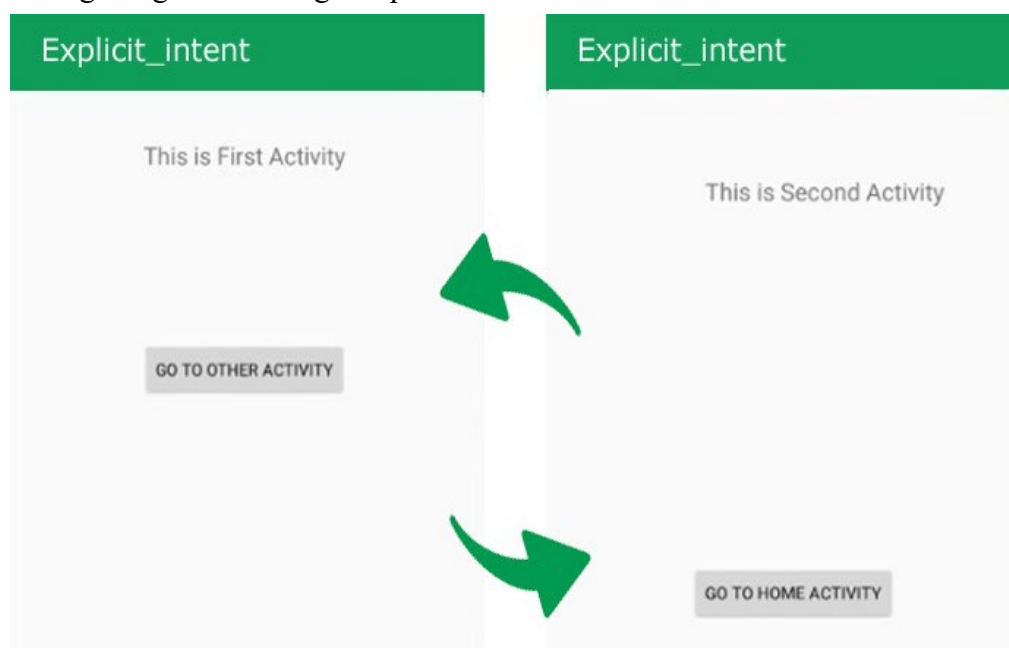 Explicit_intent
This is First Activity
GO TO OTHER ACTIVITY
Explicit_intent
This is Second Activity
GO TO HOME ACTIVITY